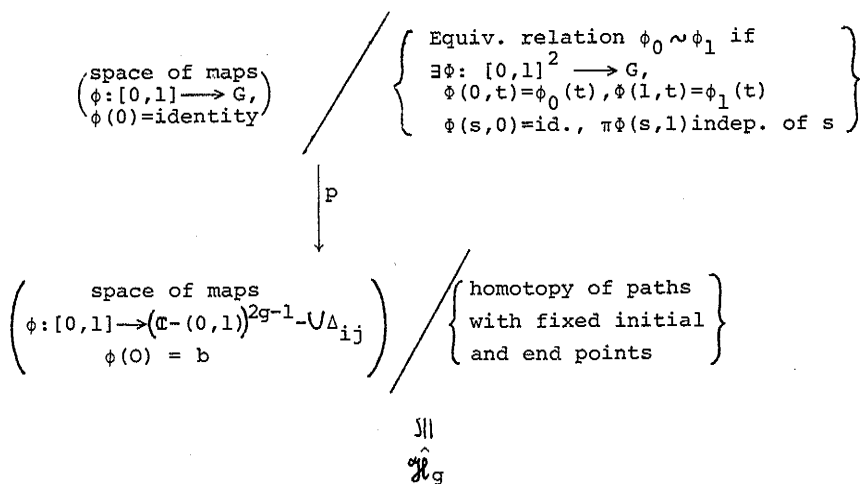 (space of maps
φ:[0,1]⟶ G,
φ(0)=identity)
/
{ Equiv. relation φ₀ ~ φ₁ if
∃Φ: [0,1]² ⟶ G,
Φ(0,t)=φ₀(t),Φ(1,t)=φ₁(t)
Φ(s,0)=id., πΦ(s,1)indep. of s }
↓ p
( space of maps
φ:[0,1]⟶(ℂ-(0,1))²ᵍ⁻¹-∪Δᵢⱼ
φ(0) = b )
/
{ homotopy of paths
with fixed initial
and end points }
≅
ℋ̂g